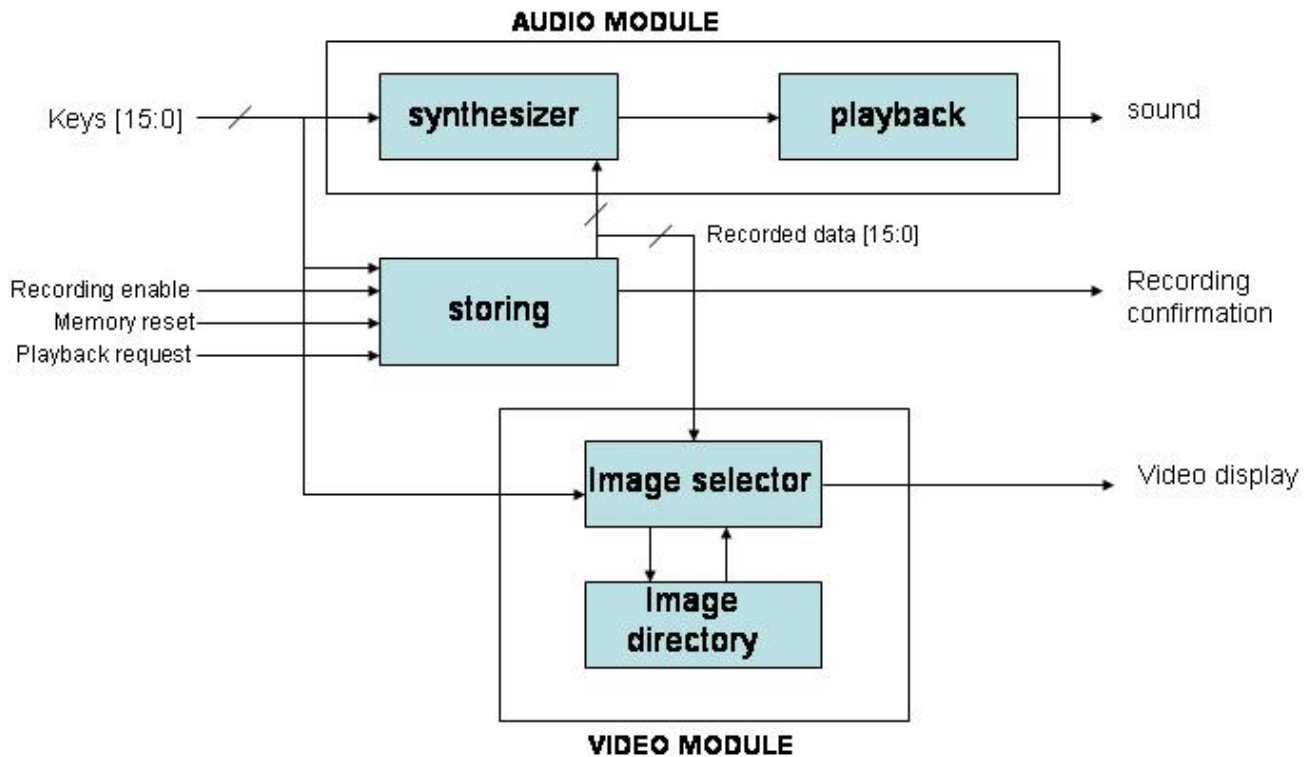 AUDIO MODULE
Keys [15:0]
synthesizer
playback
sound
Recorded data [15:0]
Recording enable
Memory reset
Playback request
storing
Recording
confirmation
Image selector
Video display
Image
directory
VIDEO MODULE